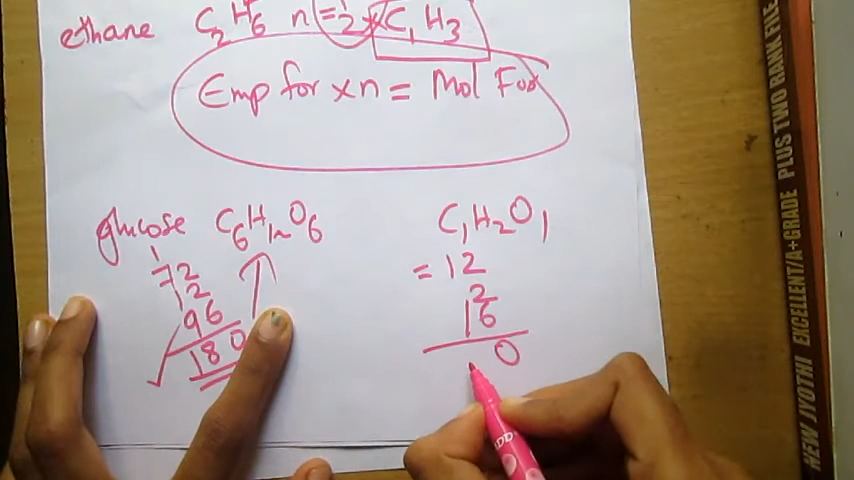 ethane C2H6 n=2 C1H3
Emp for x n = Mol For
glucose C6H12O6 C1H2O1
72 = 12
12 2
96 16
180 0
NEW JYOTHI EXCELLENT/A+GRADE PLUS TWO RANK FILE